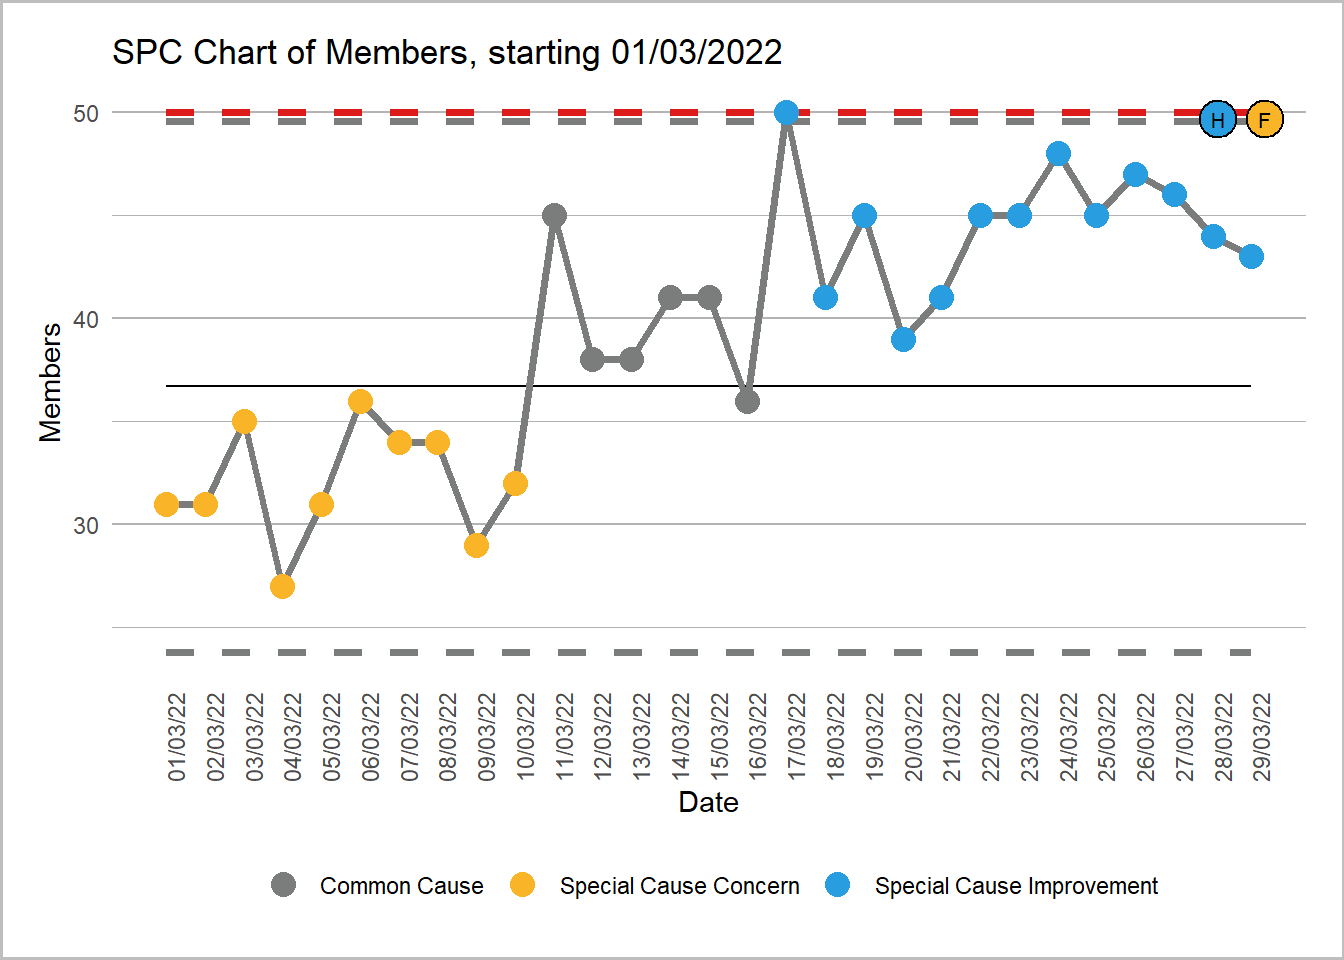 SPC Chart of Members, starting 01/03/2022
50
H F
40
30
Members
01/03/22 02/03/22 03/03/22 04/03/22 05/03/22 06/03/22 07/03/22 08/03/22 09/03/22 10/03/22 11/03/22 12/03/22 13/03/22 14/03/22 15/03/22 16/03/22 17/03/22 18/03/22 19/03/22 20/03/22 21/03/22 22/03/22 23/03/22 24/03/22 25/03/22 26/03/22 27/03/22 28/03/22 29/03/22
Date
Common Cause Special Cause Concern Special Cause Improvement